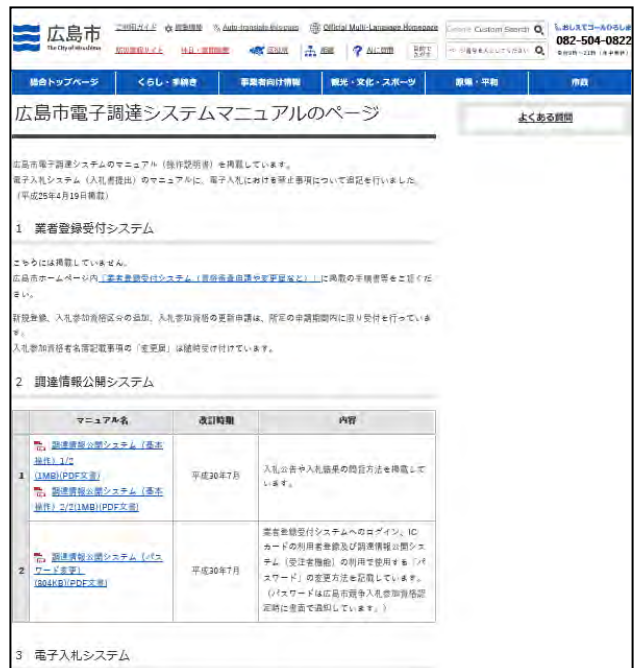 広島市
The City of Hiroshima
ご利用ガイド
Auto-translate this page
Official Multi-Language Homepage
Custom Search
おしえてコールひろしま
082-504-0822
休日・夜間診療
区役所
組織
総合トップページ
くらし・手続き
事業者向け情報
観光・文化・スポーツ
原爆・平和
市政
広島市電子調達システムマニュアルのページ
よくある質問
広島市電子調達システムのマニュアル（操作説明書）を掲載しています。
電子入札システム（入札書提出）のマニュアルに、電子入札における禁止事項について追記を行いました。
（平成25年4月19日掲載）
1 業者登録受付システム
こちらには掲載していません。
広島市ホームページ内「業者登録受付システム（資格審査申請や変更届など）」に掲載の手順書等をご覧くだ
さい。
新規登録、入札参加資格区分の追加、入札参加資格の更新申請は、所定の申請期間内に限り受付を行っていま
す。
入札参加資格者名簿記載事項の「変更届」は随時受け付けています。
2 調達情報公開システム
マニュアル名
改訂時期
内容
1
調達情報公開システム（基本
操作）1/2
(1MB)(PDF文書)
調達情報公開システム（基本
操作）2/2(1MB)(PDF文書)
平成30年7月
入札公告や入札結果の閲覧方法を掲載して
います。
2
調達情報公開システム（パス
ワード変更）
(804KB)(PDF文書)
平成30年7月
業者登録受付システムへのログイン、IC
カードの利用者登録及び調達情報公開シス
テム（受注者機能）の利用で使用する「パ
スワード」の変更方法を記載しています。
（パスワードは広島市競争入札参加資格認
定時に書面で通知しています。）
3 電子入札システム